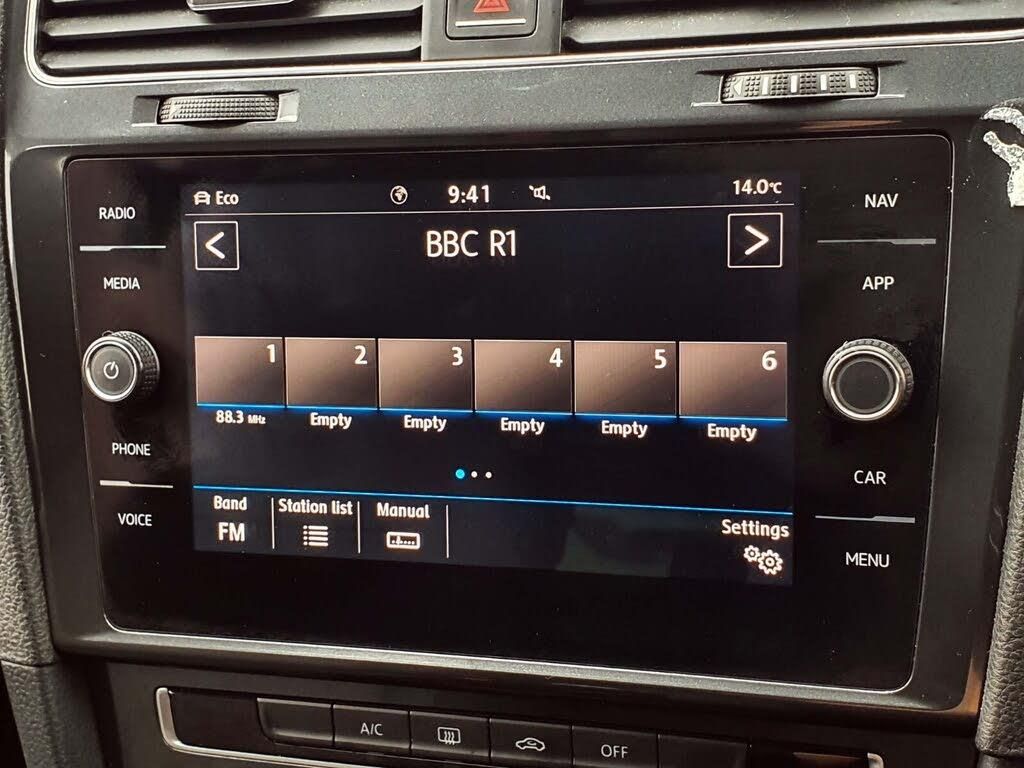 Eco 9:41 14.0°C
RADIO
NAV
< BBC R1 >
MEDIA
APP
1 2 3 4 5 6
88.3 MHz Empty Empty Empty Empty Empty
PHONE
CAR
VOICE
MENU
Band Station list Manual Settings
FM
A/C OFF